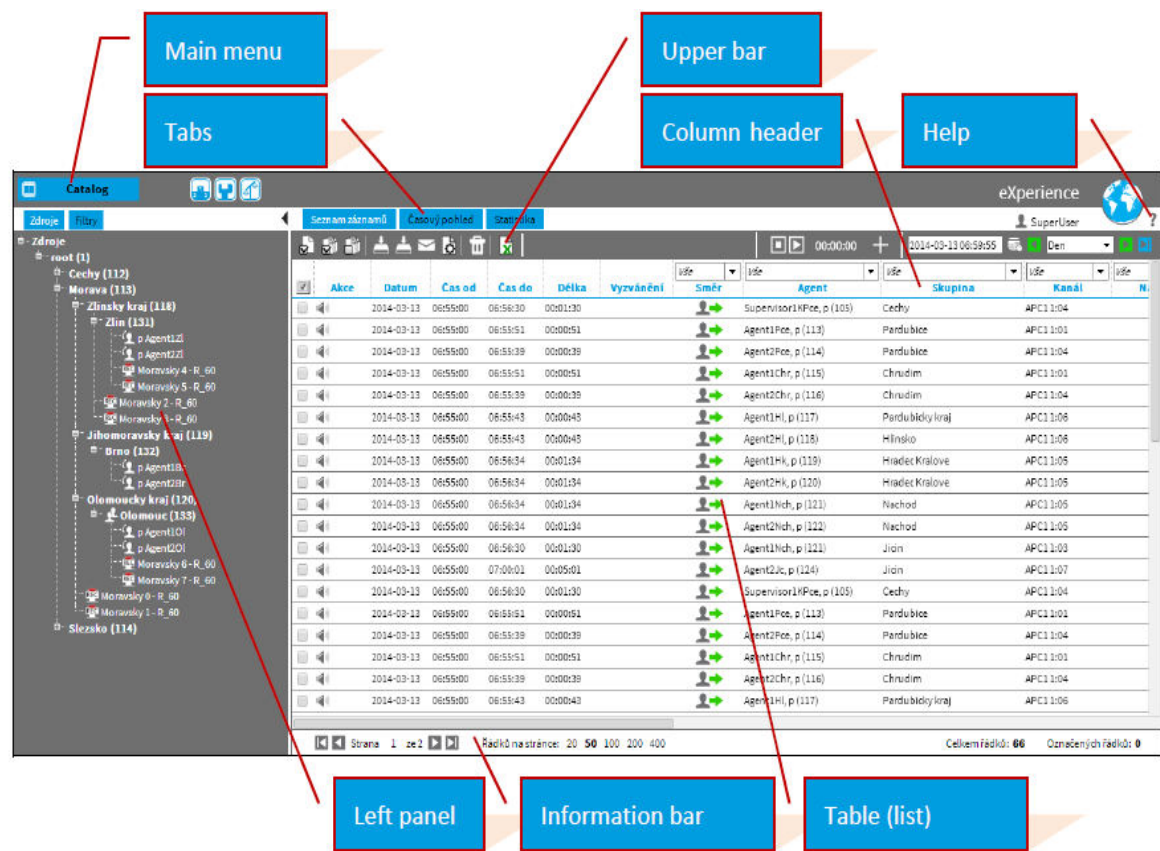 Main menu
Upper bar
Tabs
Column header
Help
Catalog
eXperience
Zdroje Filtry
Seznam záznamů Časový pohled Statistika
SuperUser ?
00:00:00 2014-03-13 06:59:55 Den
Zdroje
root (1)
Cechy (112)
Morava (113)
Zlinsky kraj (118)
Zlin (131)
p Agent1Zl
p Agent2Zl
Moravsky 4 - R_60
Moravsky 5 - R_60
Moravsky 2 - R_60
Moravsky - R_60
Jihomoravsky kraj (119)
Brno (132)
p Agent1Br
p Agent2Br
Olomoucky kraj (120)
Olomouc (133)
p Agent1Ol
p Agent2Ol
Moravsky 6 - R_60
Moravsky 7 - R_60
Moravsky 0 - R_60
Moravsky 1 - R_60
Slezsko (114)
Vše Vše Vše Vše Vše
Akce Datum Čas od Čas do Délka Vyzvánění Směr Agent Skupina Kanál
2014-03-13 06:55:00 06:56:30 00:01:30 Supervisor1KPce, p (105) Cechy APC1 1:04
2014-03-13 06:55:00 06:55:51 00:00:51 Agent1Pce, p (113) Pardubice APC1 1:01
2014-03-13 06:55:00 06:55:39 00:00:39 Agent2Pce, p (114) Pardubice APC1 1:04
2014-03-13 06:55:00 06:55:51 00:00:51 Agent1Chr, p (115) Chrudim APC1 1:01
2014-03-13 06:55:00 06:55:39 00:00:39 Agent2Chr, p (116) Chrudim APC1 1:04
2014-03-13 06:55:00 06:55:43 00:00:43 Agent1Hl, p (117) Pardubicky kraj APC1 1:06
2014-03-13 06:55:00 06:55:43 00:00:43 Agent2Hl, p (118) Hlinsko APC1 1:06
2014-03-13 06:55:00 06:56:34 00:01:34 Agent1Hk, p (119) Hradec Kralove APC1 1:05
2014-03-13 06:55:00 06:56:34 00:01:34 Agent2Hk, p (120) Hradec Kralove APC1 1:05
2014-03-13 06:55:00 06:56:34 00:01:34 Agent1Nch, p (121) Nachod APC1 1:05
2014-03-13 06:55:00 06:56:34 00:01:34 Agent2Nch, p (122) Nachod APC1 1:05
2014-03-13 06:55:00 06:56:30 00:01:30 Agent1Nch, p (121) Jicin APC1 1:03
2014-03-13 06:55:00 07:00:01 00:05:01 Agent2Jc, p (124) Jicin APC1 1:07
2014-03-13 06:55:00 06:56:30 00:01:30 Supervisor1KPce, p (105) Cechy APC1 1:04
2014-03-13 06:55:00 06:55:51 00:00:51 Agent1Pce, p (113) Pardubice APC1 1:01
2014-03-13 06:55:00 06:55:39 00:00:39 Agent2Pce, p (114) Pardubice APC1 1:04
2014-03-13 06:55:00 06:55:51 00:00:51 Agent1Chr, p (115) Chrudim APC1 1:01
2014-03-13 06:55:00 06:55:39 00:00:39 Agent2Chr, p (116) Chrudim APC1 1:04
2014-03-13 06:55:00 06:55:43 00:00:43 Agent1Hl, p (117) Pardubicky kraj APC1 1:06
Strana 1 ze 2 Řádků na stránce: 20 50 100 200 400 Celkem řádků: 66 Označených řádků: 0
Left panel
Information bar
Table (list)